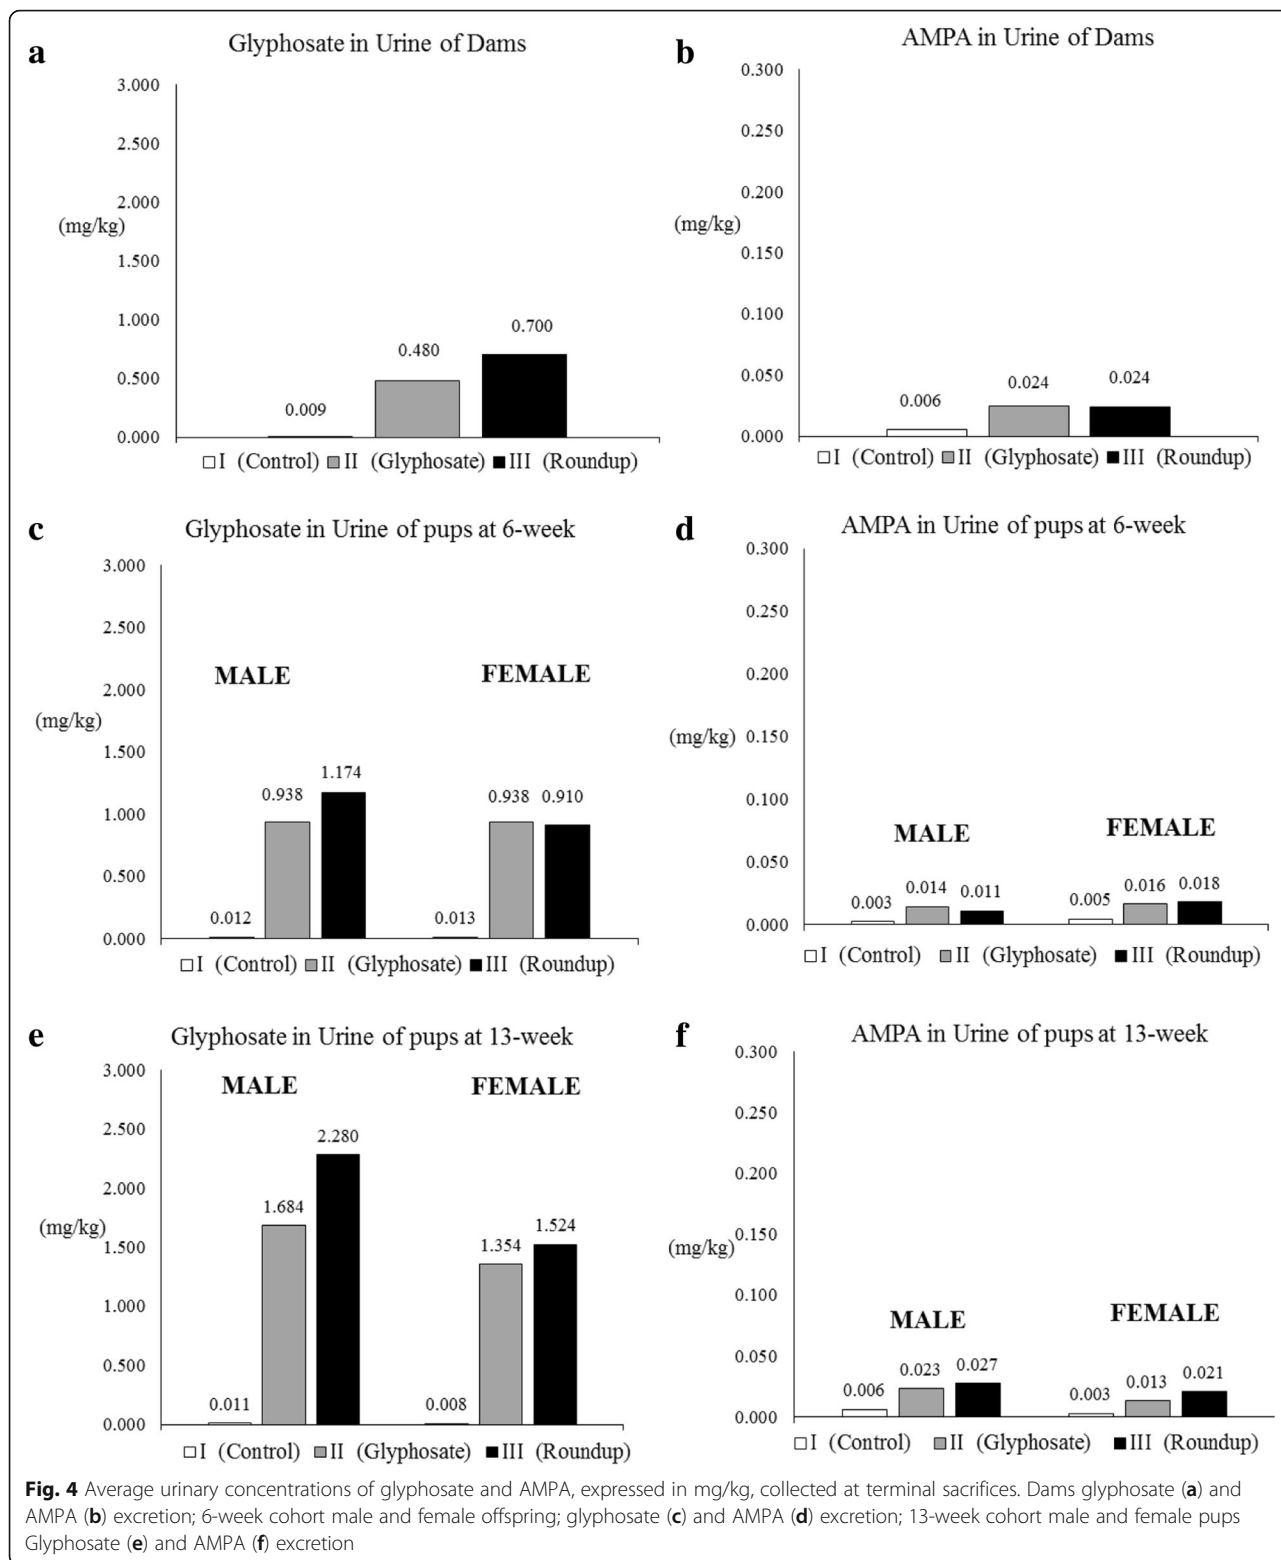 a
Glyphosate in Urine of Dams
3.000
2.500
2.000
(mg/kg)
1.500
1.000
0.500
0.000
0.009
0.480
0.700
I (Control) II (Glyphosate) III (Roundup)
b
AMPA in Urine of Dams
0.300
0.250
0.200
(mg/kg)
0.150
0.100
0.050
0.000
0.006
0.024
0.024
I (Control) II (Glyphosate) III (Roundup)
c
Glyphosate in Urine of pups at 6-week
3.000
2.500
2.000
(mg/kg)
1.500
1.000
0.500
0.000
MALE
FEMALE
0.012
0.938
1.174
0.013
0.938
0.910
I (Control) II (Glyphosate) III (Roundup)
d
AMPA in Urine of pups at 6-week
0.300
0.250
0.200
(mg/kg)
0.150
0.100
0.050
0.000
MALE
FEMALE
0.003
0.014
0.011
0.005
0.016
0.018
I (Control) II (Glyphosate) III (Roundup)
e
Glyphosate in Urine of pups at 13-week
3.000
2.500
2.000
(mg/kg)
1.500
1.000
0.500
0.000
MALE
FEMALE
0.011
1.684
2.280
0.008
1.354
1.524
I (Control) II (Glyphosate) III (Roundup)
f
AMPA in Urine of pups at 13-week
0.300
0.250
0.200
0.150
(mg/kg)
0.100
0.050
0.000
MALE
FEMALE
0.006
0.023
0.027
0.003
0.013
0.021
I (Control) II (Glyphosate) III (Roundup)
Fig. 4 Average urinary concentrations of glyphosate and AMPA, expressed in mg/kg, collected at terminal sacrifices. Dams glyphosate (a) and
AMPA (b) excretion; 6-week cohort male and female offspring; glyphosate (c) and AMPA (d) excretion; 13-week cohort male and female pups
Glyphosate (e) and AMPA (f) excretion